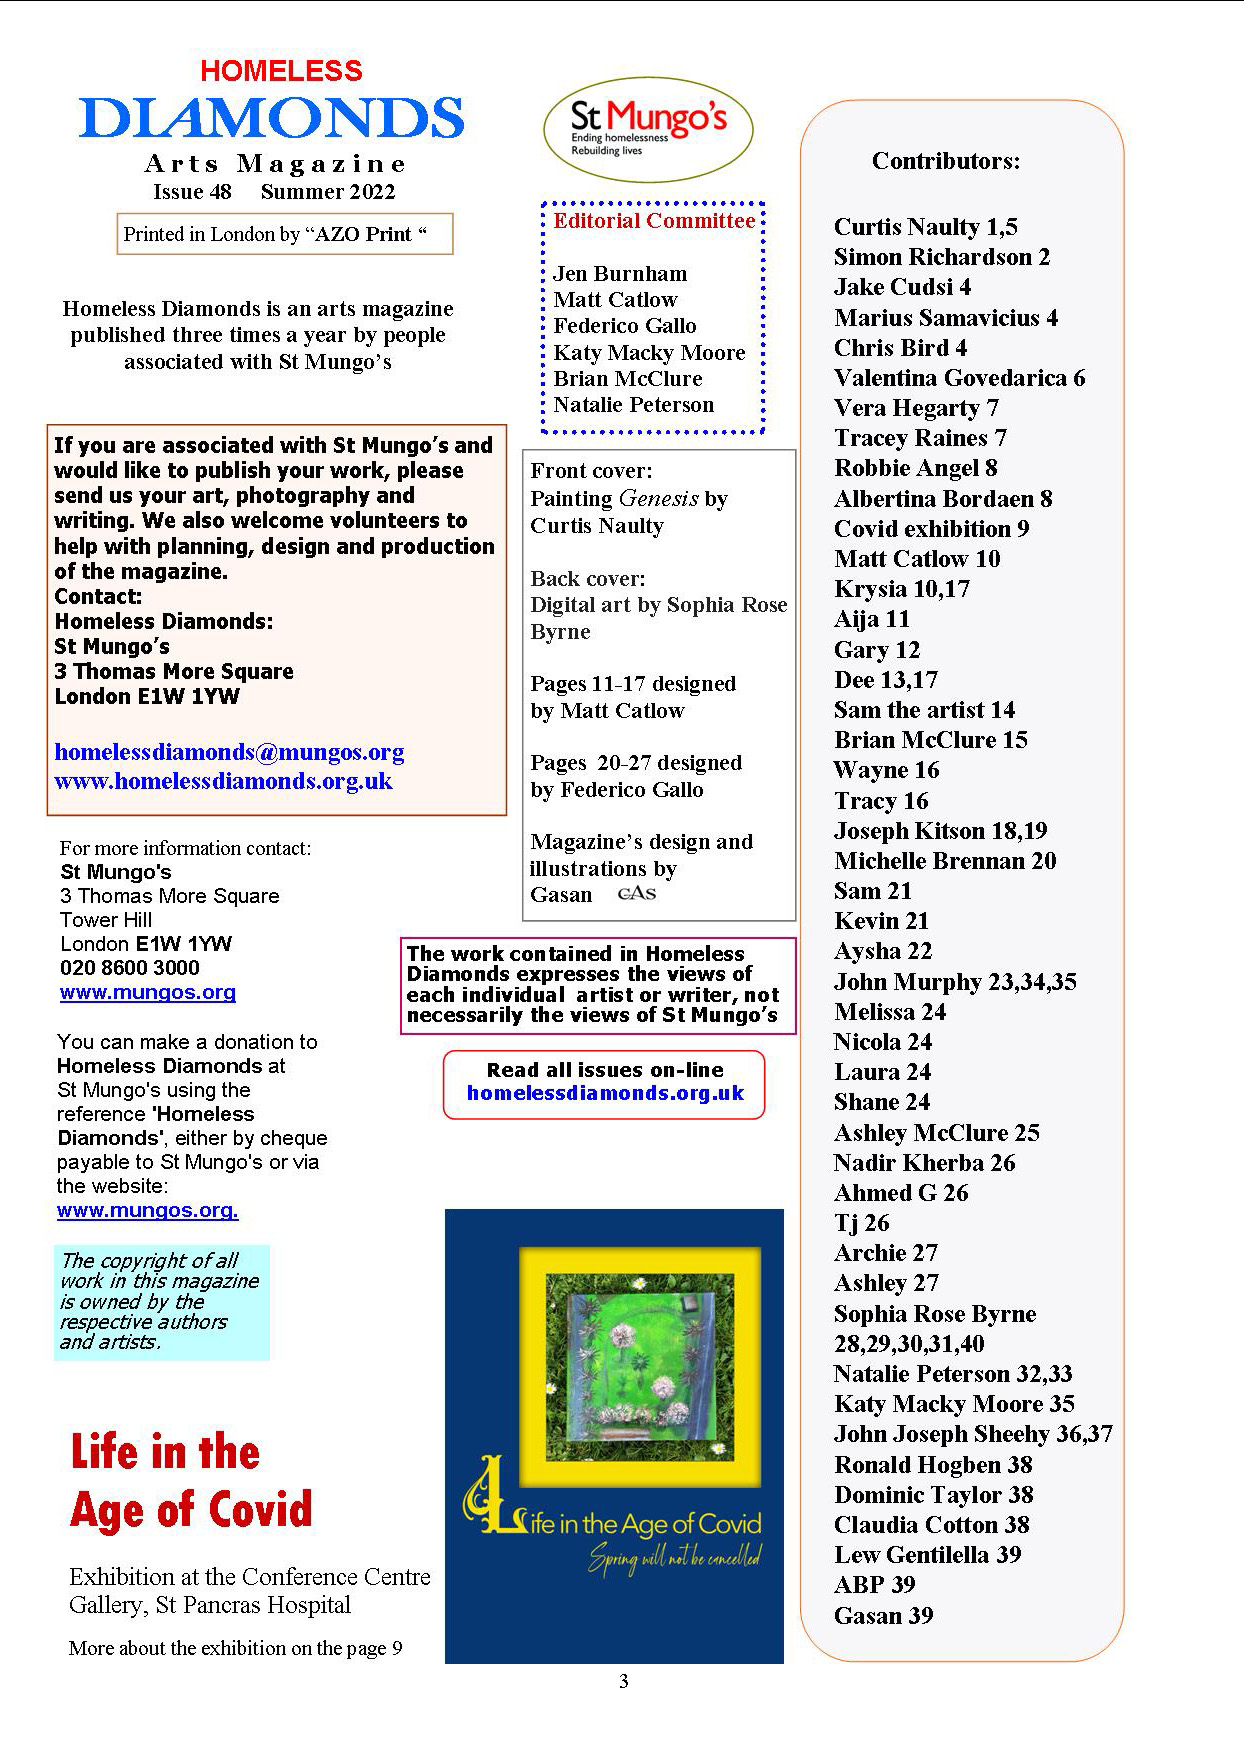 HOMELESS
DIAMONDS
Arts Magazine
Issue 48 Summer 2022
Printed in London by “AZO Print “
Homeless Diamonds is an arts magazine
published three times a year by people
associated with St Mungo’s
If you are associated with St Mungo’s and
would like to publish your work, please
send us your art, photography and
writing. We also welcome volunteers to
help with planning, design and production
of the magazine.
Contact:
Homeless Diamonds:
St Mungo’s
3 Thomas More Square
London E1W 1YW
homelessdiamonds@mungos.org
www.homelessdiamonds.org.uk
For more information contact:
St Mungo's
3 Thomas More Square
Tower Hill
London E1W 1YW
020 8600 3000
www.mungos.org
You can make a donation to
Homeless Diamonds at
St Mungo's using the
reference 'Homeless
Diamonds', either by cheque
payable to St Mungo's or via
the website:
www.mungos.org.
The copyright of all
work in this magazine
is owned by the
respective authors
and artists.
Life in the
Age of Covid
Exhibition at the Conference Centre
Gallery, St Pancras Hospital
More about the exhibition on the page 9
St Mungo’s
Ending homelessness
Rebuilding lives
Editorial Committee
Jen Burnham
Matt Catlow
Federico Gallo
Katy Macky Moore
Brian McClure
Natalie Peterson
Front cover:
Painting Genesis by
Curtis Naulty
Back cover:
Digital art by Sophia Rose
Byrne
Pages 11-17 designed
by Matt Catlow
Pages 20-27 designed
by Federico Gallo
Magazine’s design and
illustrations by
Gasan GAS
The work contained in Homeless
Diamonds expresses the views of
each individual artist or writer, not
necessarily the views of St Mungo’s
Read all issues on-line
homelessdiamonds.org.uk
Life in the Age of Covid
Spring will not be cancelled
Contributors:
Curtis Naulty 1,5
Simon Richardson 2
Jake Cudsi 4
Marius Samavicius 4
Chris Bird 4
Valentina Govedarica 6
Vera Hegarty 7
Tracey Raines 7
Robbie Angel 8
Albertina Bordaen 8
Covid exhibition 9
Matt Catlow 10
Krysia 10,17
Aija 11
Gary 12
Dee 13,17
Sam the artist 14
Brian McClure 15
Wayne 16
Tracy 16
Joseph Kitson 18,19
Michelle Brennan 20
Sam 21
Kevin 21
Aysha 22
John Murphy 23,34,35
Melissa 24
Nicola 24
Laura 24
Shane 24
Ashley McClure 25
Nadir Kherba 26
Ahmed G 26
Tj 26
Archie 27
Ashley 27
Sophia Rose Byrne
28,29,30,31,40
Natalie Peterson 32,33
Katy Macky Moore 35
John Joseph Sheehy 36,37
Ronald Hogben 38
Dominic Taylor 38
Claudia Cotton 38
Lew Gentilella 39
ABP 39
Gasan 39
3